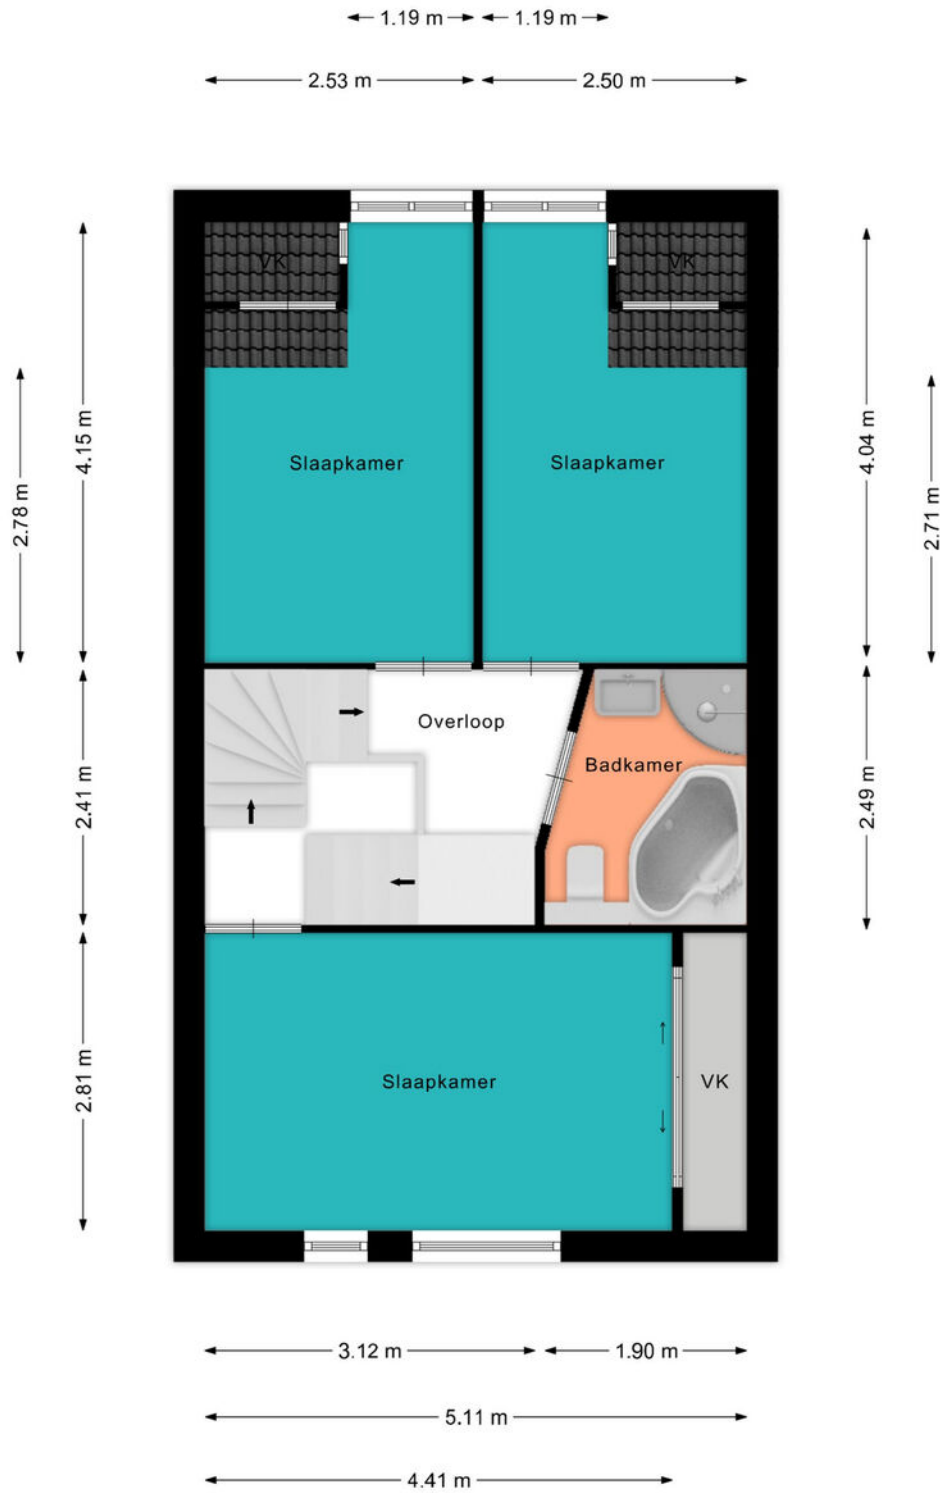 1.19 m 1.19 m
2.53 m 2.50 m
VK VK
4.15 m 4.04 m
2.78 m 2.71 m
Slaapkamer Slaapkamer
Overloop
Badkamer
2.41 m 2.49 m
2.81 m
Slaapkamer VK
3.12 m 1.90 m
5.11 m
4.41 m